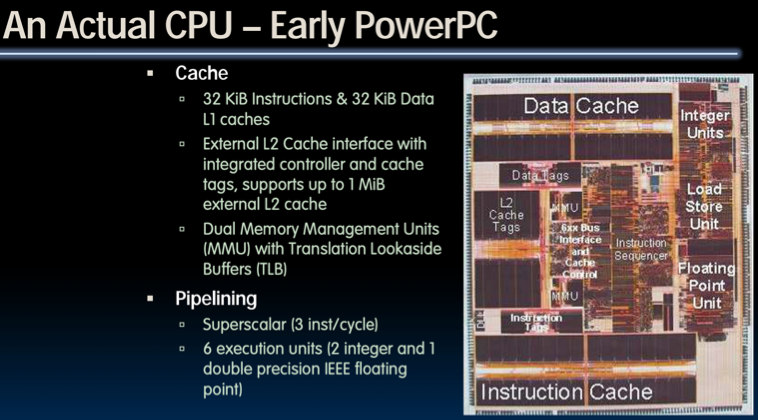 An Actual CPU – Early PowerPC
▪ Cache
▫ 32 KiB Instructions & 32 KiB Data
L1 caches
▫ External L2 Cache interface with
integrated controller and cache
tags, supports up to 1 MiB
external L2 cache
▫ Dual Memory Management Units
(MMU) with Translation Lookaside
Buffers (TLB)
▪ Pipelining
▫ Superscalar (3 inst/cycle)
▫ 6 execution units (2 integer and 1
double precision IEEE floating
point)
Data Cache
Integer
Units
Data Tags
L2
Cache
Tags
MMU
Load
Store
Unit
6xx Bus
Interface
and
Cache
Control
Instruction
Sequencer
Floating
Point
Unit
MMU
Instruction
Tags
Instruction Cache